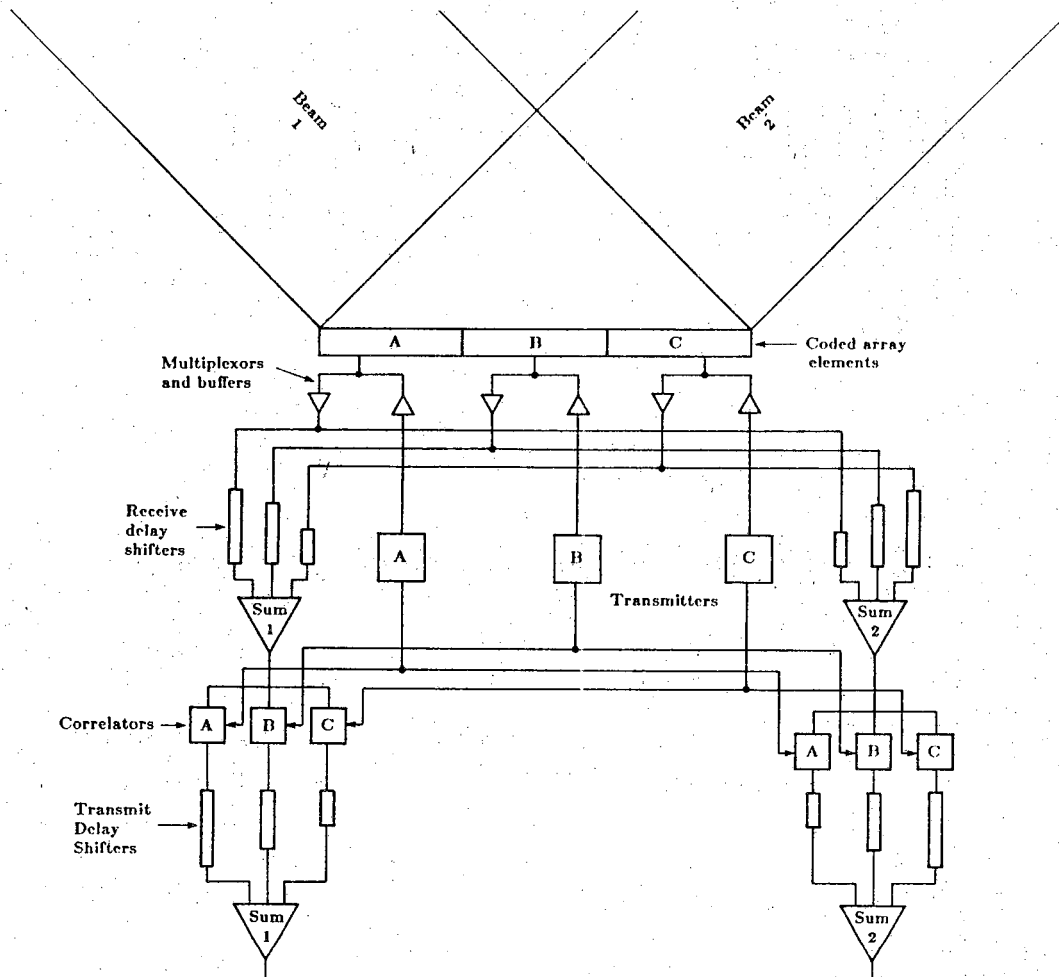 Beam
1
Beam
2
A B C
Coded array
elements
Multiplexors
and buffers
Receive
delay
shifters
A B C
Transmitters
Sum
1
Sum
2
Correlators
A B C
A B C
Transmit
Delay
Shifters
Sum
1
Sum
2